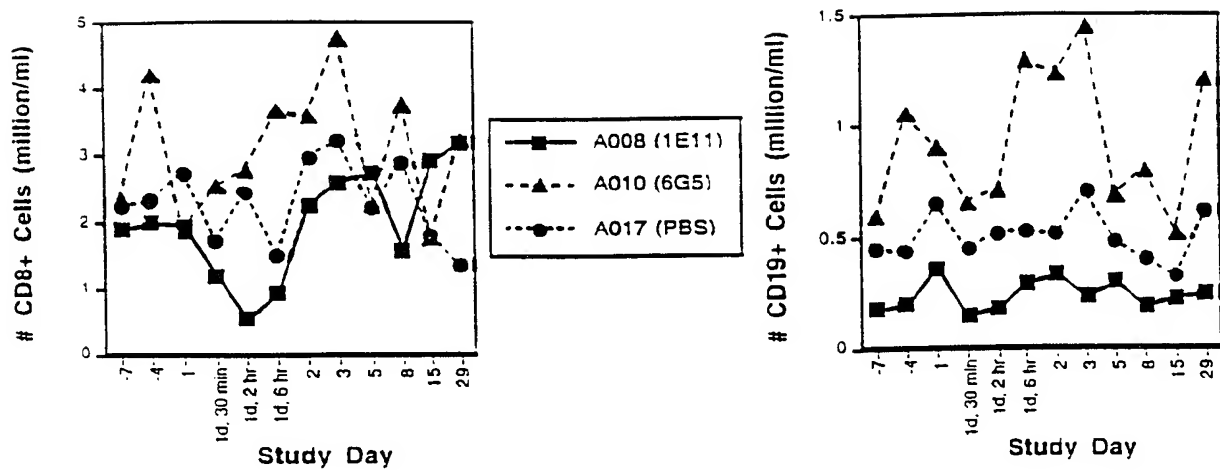 # CD8+ Cells (million/ml)
5
4
3
2
1
0
-7
-4
1
1d, 30 min
1d, 2 hr
1d, 6 hr
2
3
5
8
15
29
Study Day
A008 (1E11)
A010 (6G5)
A017 (PBS)
# CD19+ Cells (million/ml)
1.5
1
0.5
0
-7
-4
1
1d, 30 min
1d, 2 hr
1d, 6 hr
2
3
5
8
15
29
Study Day